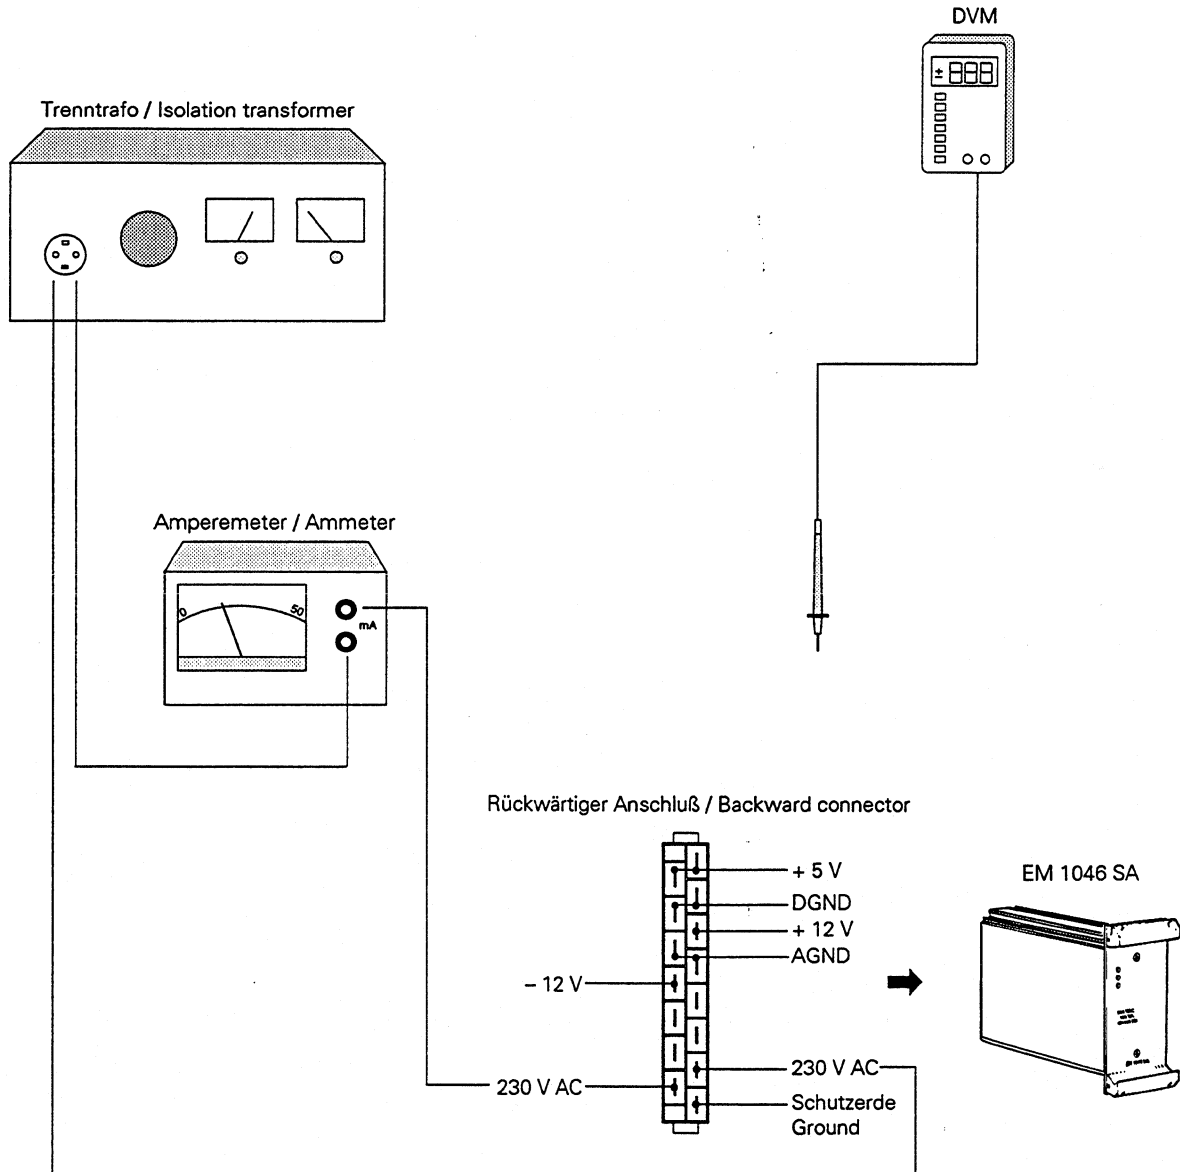 DVM
± 888
Trenntrafo / Isolation transformer
Amperemeter / Ammeter
0
50
mA
Rückwärtiger Anschluß / Backward connector
+ 5 V
EM 1046 SA
DGND
+ 12 V
AGND
– 12 V
230 V AC
230 V AC
Schutzerde
Ground